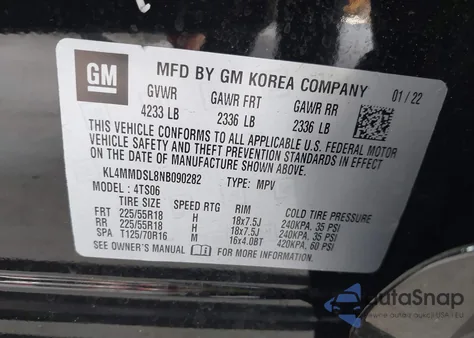 GM
MFD BY GM KOREA COMPANY 01/22
GVWR GAWR FRT GAWR RR
4233 LB 2336 LB 2336 LB
THIS VEHICLE CONFORMS TO ALL APPLICABLE U.S. FEDERAL MOTOR
VEHICLE SAFETY AND THEFT PREVENTION STANDARDS IN EFFECT ON
THE DATE OF MANUFACTURE SHOWN ABOVE.
KL4MMDSL8NB090282 TYPE: MPV
MODEL: 4TS06
TIRE SIZE SPEED RTG RIM COLD TIRE PRESSURE
FRT 225/55R18 H 18x7.5J 240KPA, 35 PSI
RR 225/55R18 H 18x7.5J 240KPA, 35 PSI
SPA T125/70R16 M 16x4.0BT 420KPA, 60 PSI
SEE OWNER'S MANUAL FOR MORE INFORMATION
AutoSnap